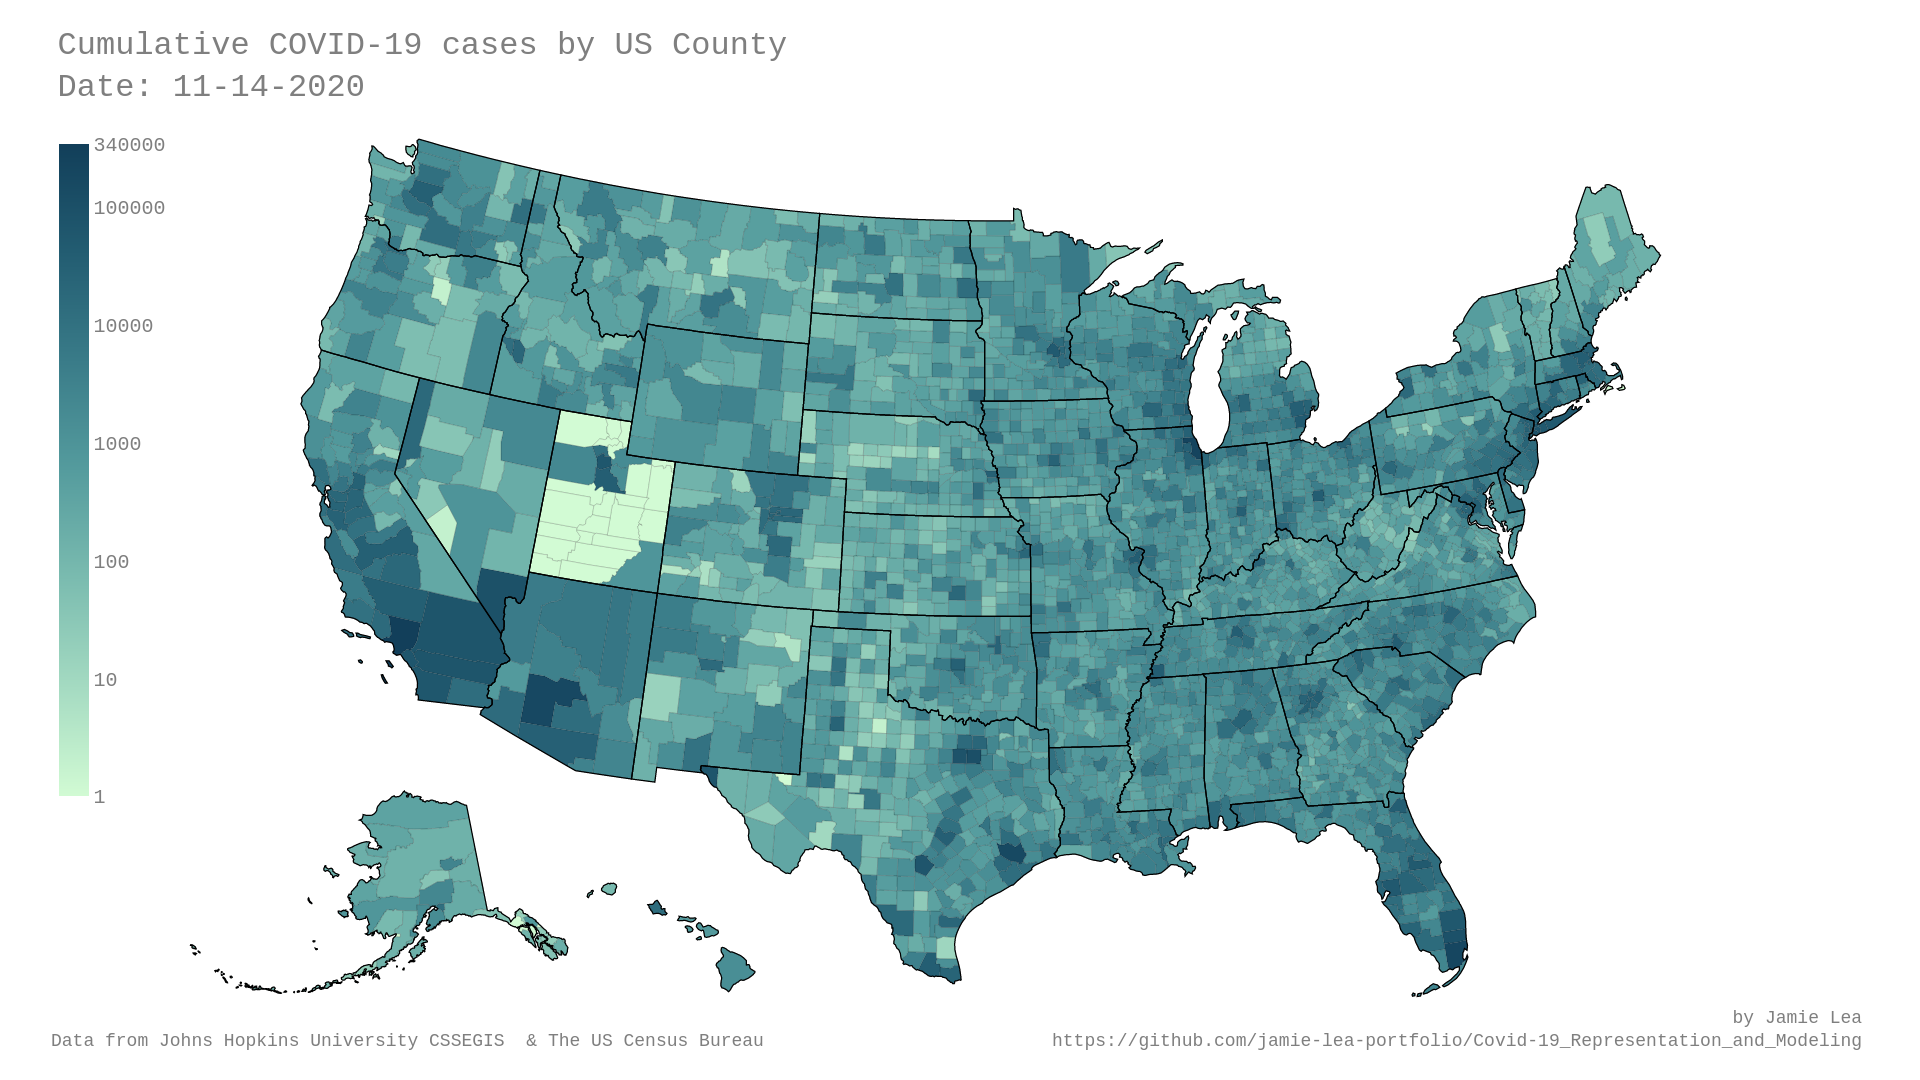 Cumulative COVID-19 cases by US County
Date: 11-14-2020
340000
100000
10000
1000
100
10
1
by Jamie Lea
Data from Johns Hopkins University CSSEGIS  & The US Census Bureau
https://github.com/jamie-lea-portfolio/Covid-19_Representation_and_Modeling